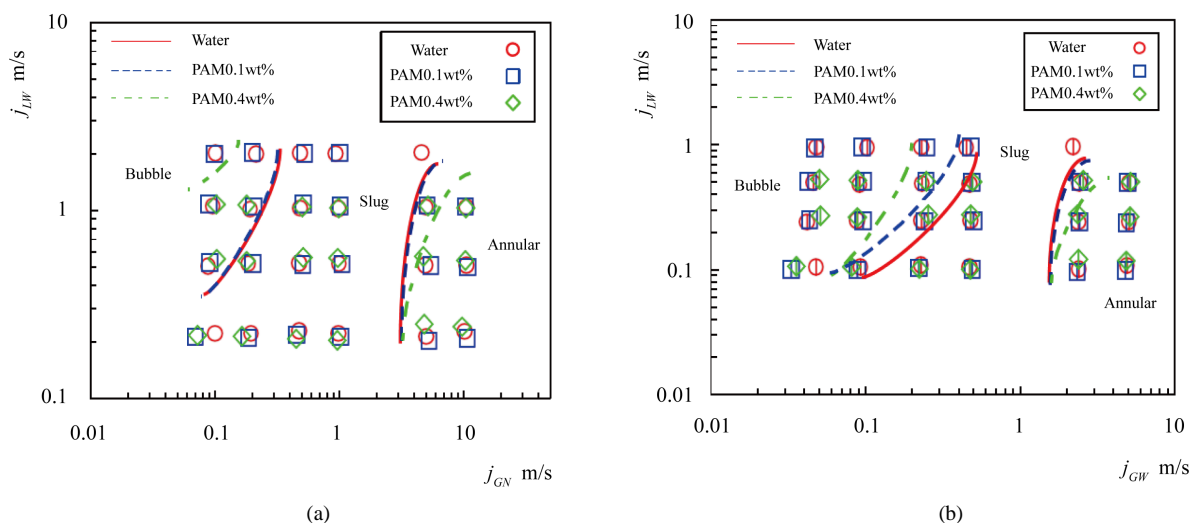 10
1
0.1
j_LW m/s
Water
PAM0.1wt%
PAM0.4wt%
Water
PAM0.1wt%
PAM0.4wt%
Bubble
Slug
Annular
0.01
0.1
1
10
j_GN m/s
(a)
10
1
0.1
0.01
j_LW m/s
Water
PAM0.1wt%
PAM0.4wt%
Water
PAM0.1wt%
PAM0.4wt%
Slug
Bubble
Annular
0.01
0.1
1
10
j_GW m/s
(b)